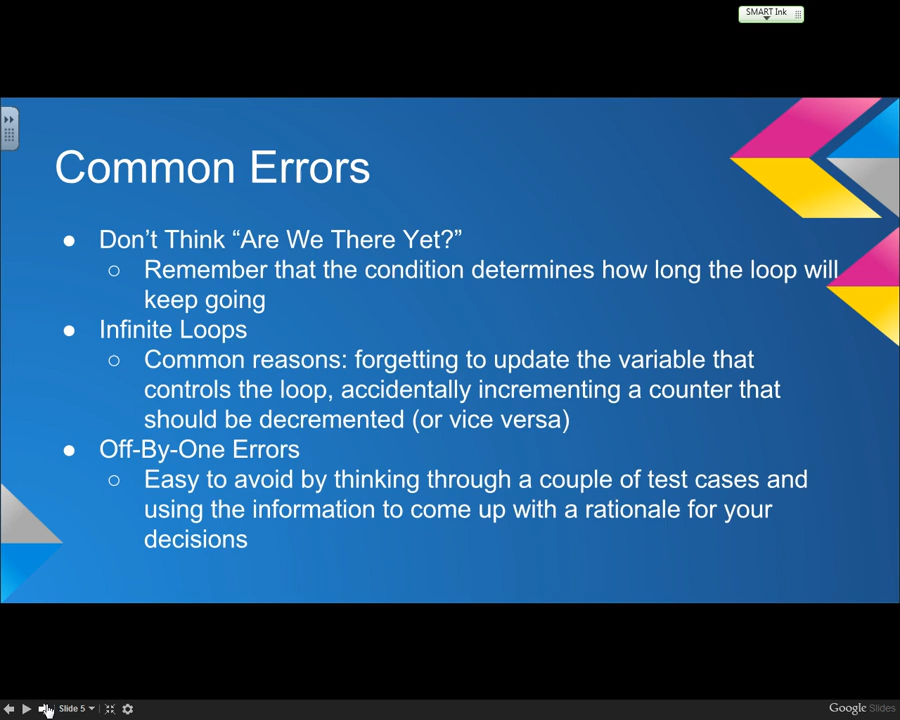 SMART Ink
Common Errors
● Don't Think “Are We There Yet?”
○ Remember that the condition determines how long the loop will
keep going
● Infinite Loops
○ Common reasons: forgetting to update the variable that
controls the loop, accidentally incrementing a counter that
should be decremented (or vice versa)
● Off-By-One Errors
○ Easy to avoid by thinking through a couple of test cases and
using the information to come up with a rationale for your
decisions
Slide 5
Google Slides